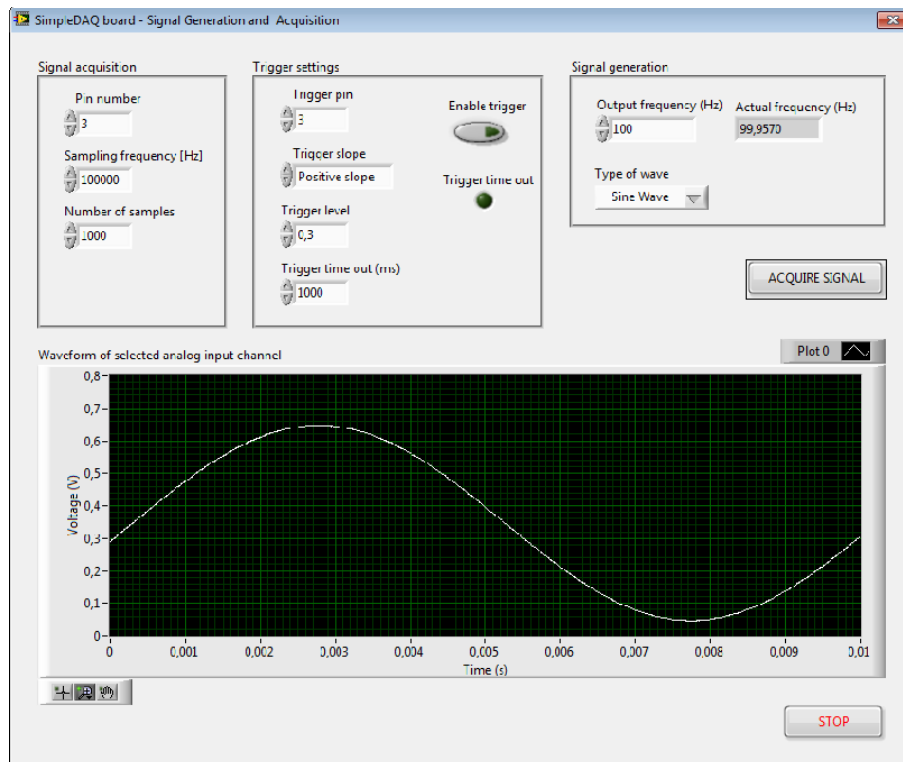 SimpleDAQ board - Signal Generation and Acquisition
Signal acquisition
Pin number
3
Sampling frequency [Hz]
100000
Number of samples
1000
Trigger settings
Trigger pin
3
Trigger slope
Positive slope
Trigger level
0,3
Trigger time out (ms)
1000
Enable trigger
Trigger time out
Signal generation
Output frequency (Hz)
100
Actual frequency (Hz)
99,9570
Type of wave
Sine Wave
ACQUIRE SIGNAL
Waveform of selected analog input channel
Plot 0
0,8
0,7
0,6
0,5
0,4
0,3
0,2
0,1
0
Voltage (V)
0 0,001 0,002 0,003 0,004 0,005 0,006 0,007 0,008 0,009 0,01
Time (s)
STOP